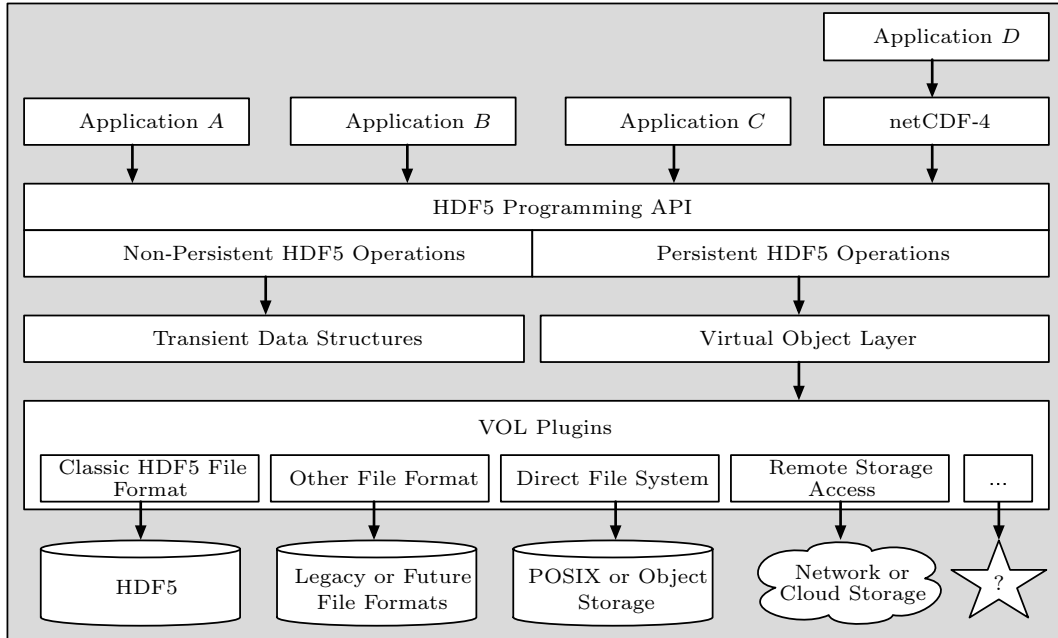 Application D
Application A
Application B
Application C
netCDF-4
HDF5 Programming API
Non-Persistent HDF5 Operations
Persistent HDF5 Operations
Transient Data Structures
Virtual Object Layer
VOL Plugins
Classic HDF5 File
Format
Other File Format
Direct File System
Remote Storage
Access
...
HDF5
Legacy or Future
File Formats
POSIX or Object
Storage
Network or
Cloud Storage
?